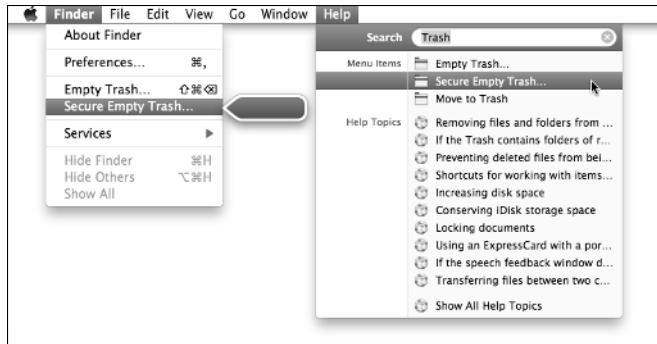 Finder File Edit View Go Window Help
About Finder
Preferences... ⌘,
Empty Trash... ⇧⌘⌫
Secure Empty Trash...
Services ▶
Hide Finder ⌘H
Hide Others ⌥⌘H
Show All
Search Trash
Menu Items Empty Trash...
Secure Empty Trash...
Move to Trash
Help Topics Removing files and folders from ...
If the Trash contains folders of r...
Preventing deleted files from bei...
Shortcuts for working with items...
Increasing disk space
Conserving iDisk storage space
Locking documents
Using an ExpressCard with a por...
If the speech feedback window d...
Transferring files between two c...
Show All Help Topics